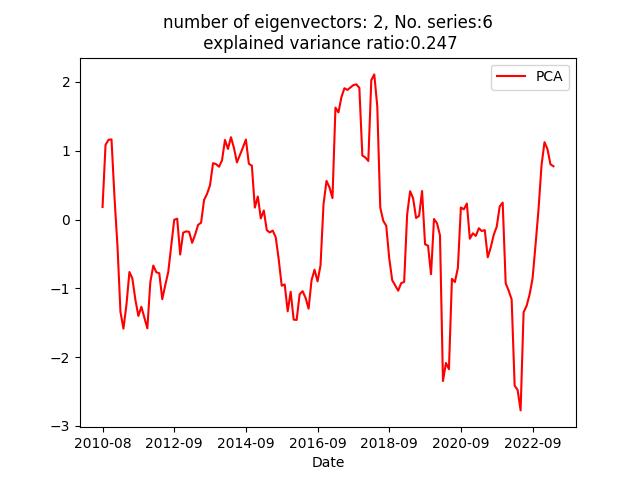 number of eigenvectors: 2, No. series:6
explained variance ratio:0.247
PCA
2
1
0
−1
−2
−3
2010-08 2012-09 2014-09 2016-09 2018-09 2020-09 2022-09
Date